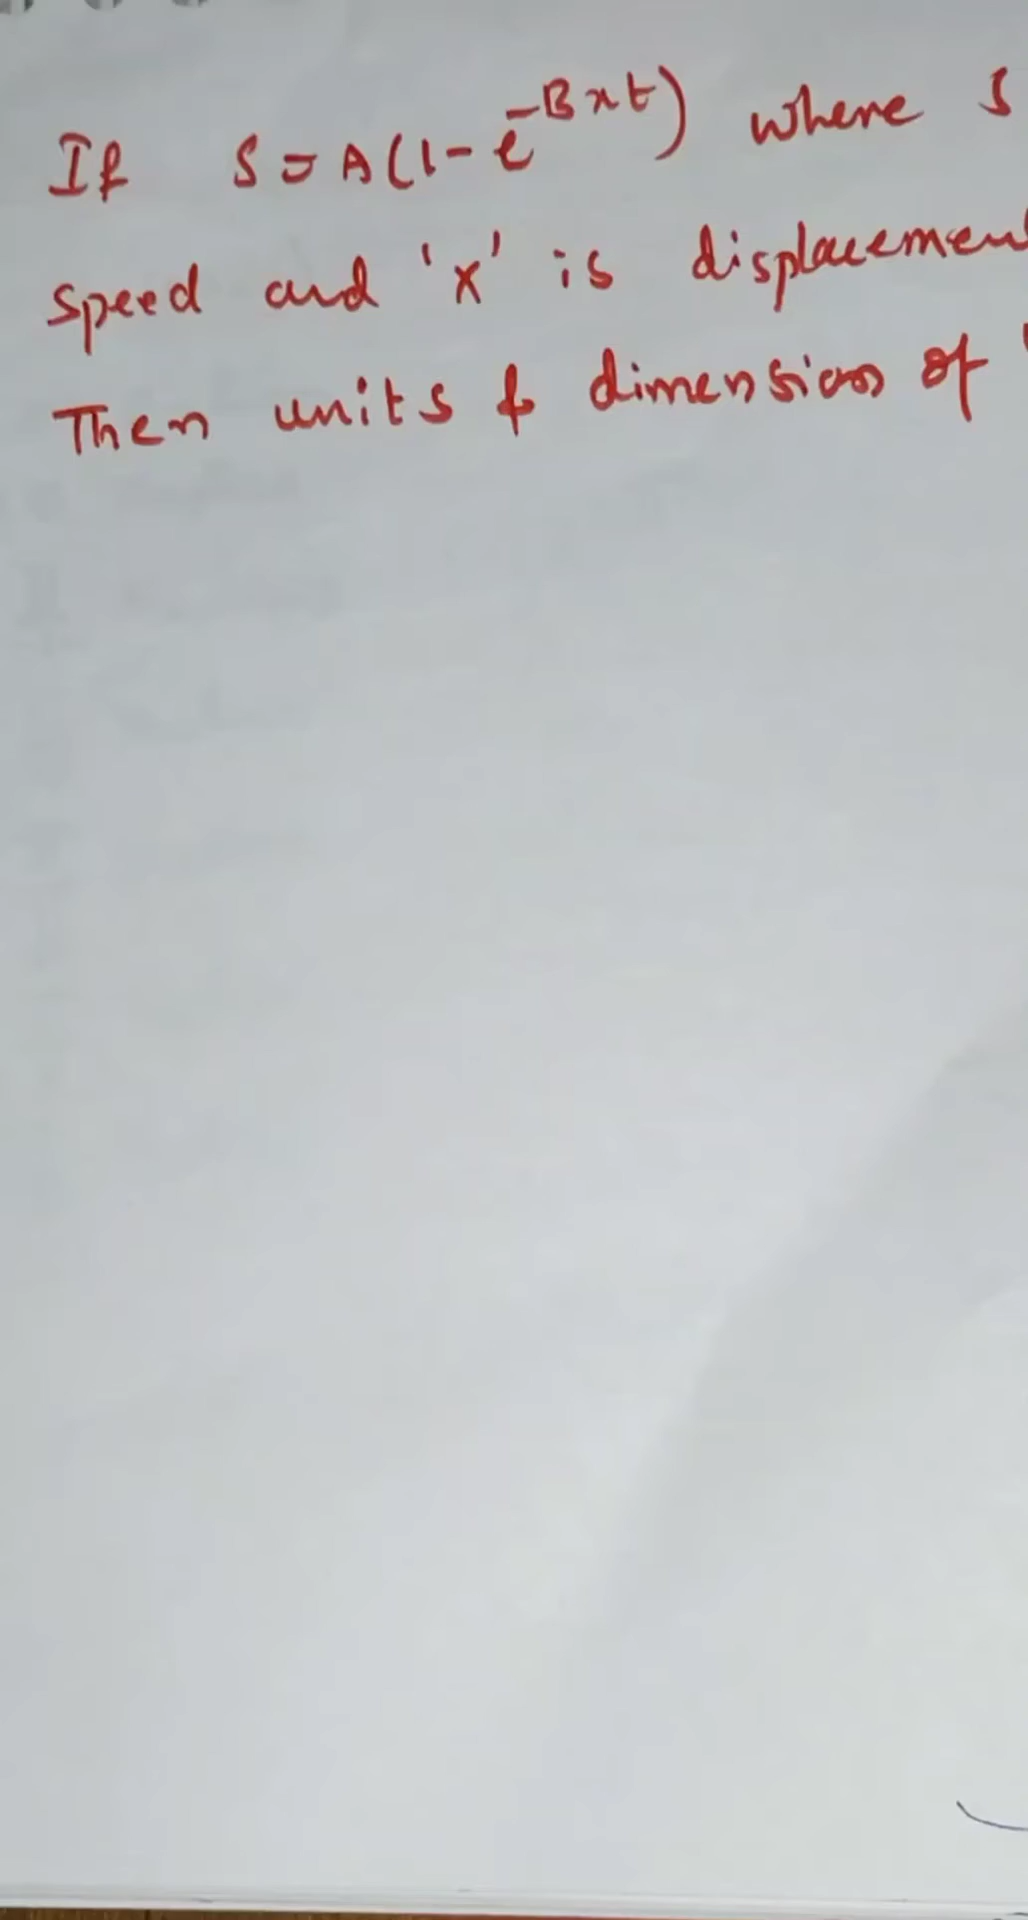 If S = A(1-e^{-Bxt}) where S
speed and 'x' is displacemen
Then units & dimensions of '